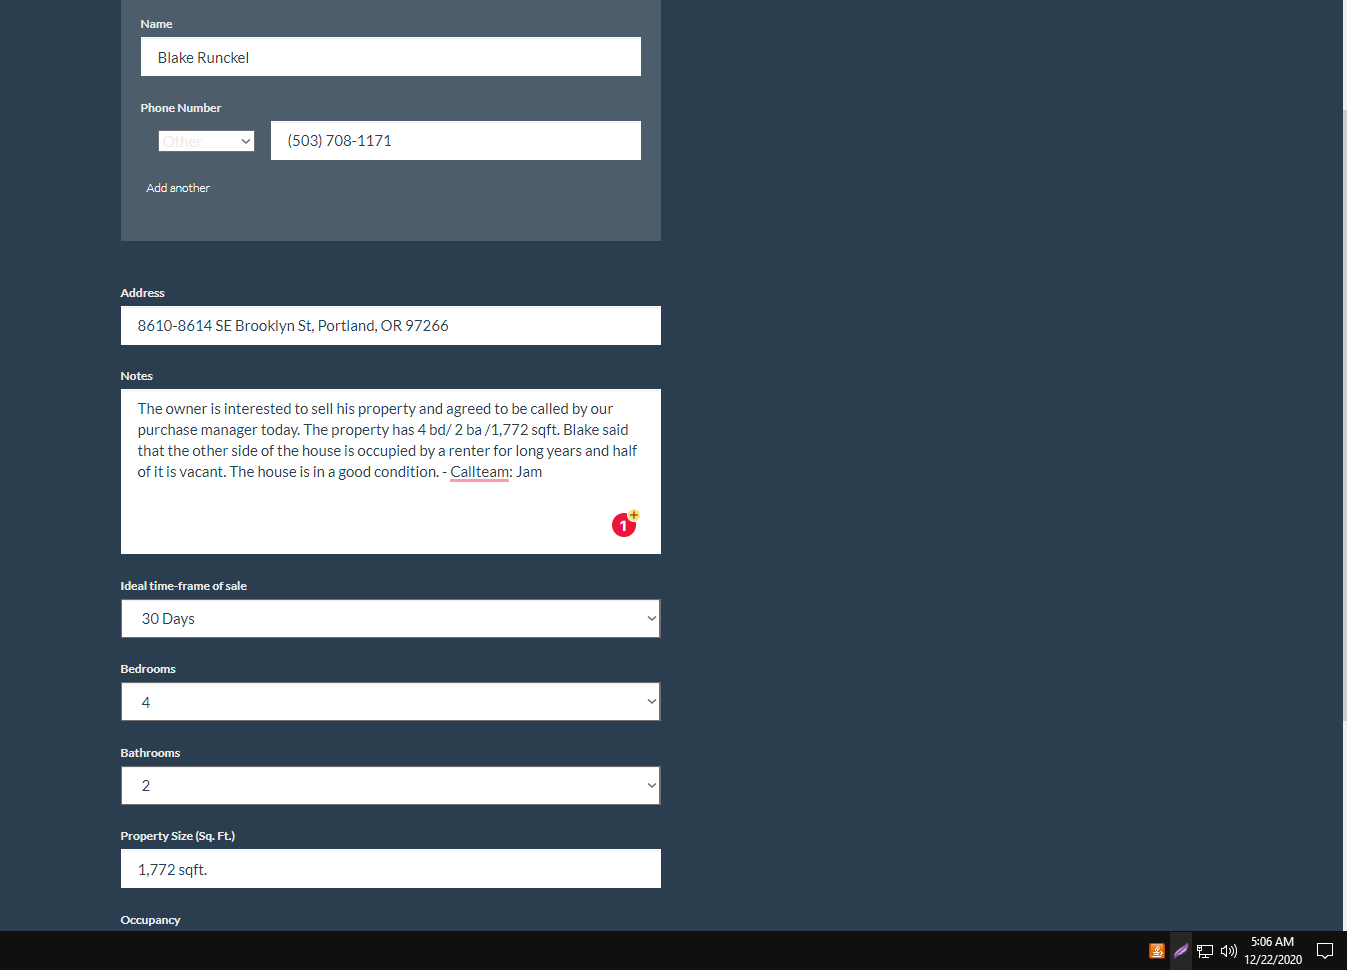 Name
Blake Runckel
Phone Number
Other
(503) 708-1171
Add another
Address
8610-8614 SE Brooklyn St, Portland, OR 97266
Notes
The owner is interested to sell his property and agreed to be called by our
purchase manager today. The property has 4 bd/ 2 ba /1,772 sqft. Blake said
that the other side of the house is occupied by a renter for long years and half
of it is vacant. The house is in a good condition. - Callteam: Jam
1
Ideal time-frame of sale
30 Days
Bedrooms
4
Bathrooms
2
Property Size (Sq. Ft.)
1,772 sqft.
Occupancy
5:06 AM
12/22/2020